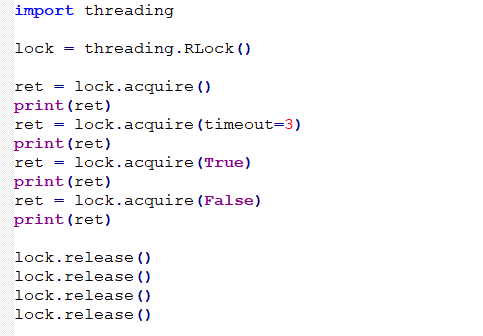 import threading
lock = threading.RLock()
ret = lock.acquire()
print(ret)
ret = lock.acquire(timeout=3)
print(ret)
ret = lock.acquire(True)
print(ret)
ret = lock.acquire(False)
print(ret)
lock.release()
lock.release()
lock.release()
lock.release()